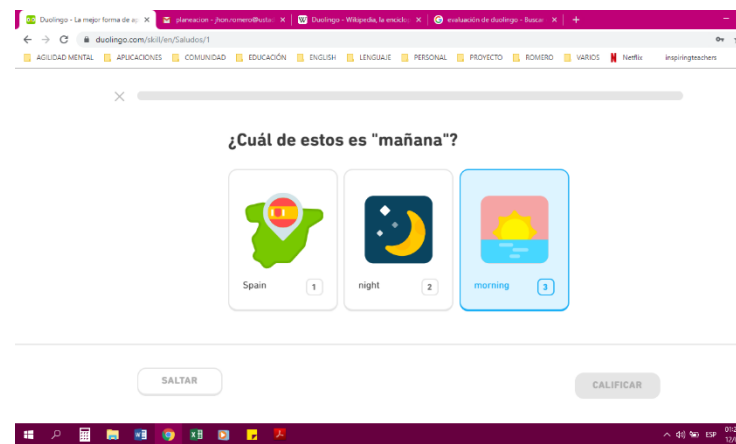 Duolingo - La mejor forma de ap
planeacion - jhon.romero@usta
Duolingo - Wikipedia, la enciclop
evaluación de duolingo - Buscar
duolingo.com/skill/en/Saludos/1
AGILIDAD MENTAL APLICACIONES COMUNIDAD EDUCACIÓN ENGLISH LENGUAJE PERSONAL PROYECTO ROMERO VARIOS Netflix inspiringteachers
¿Cuál de estos es "mañana"?
Spain 1
night 2
morning 3
SALTAR
CALIFICAR
ESP